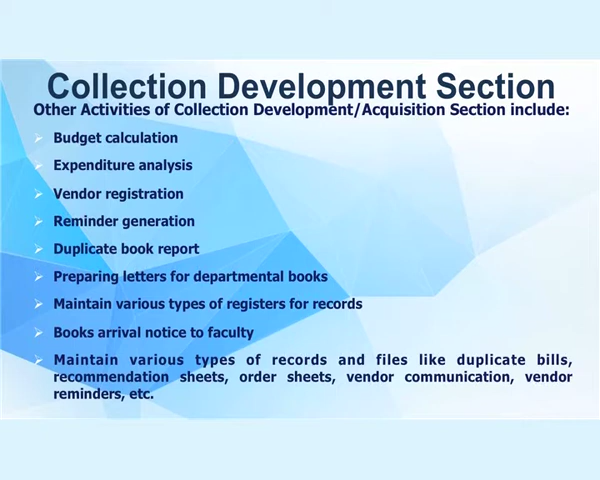 Collection Development Section
Other Activities of Collection Development/Acquisition Section include:
Budget calculation
Expenditure analysis
Vendor registration
Reminder generation
Duplicate book report
Preparing letters for departmental books
Maintain various types of registers for records
Books arrival notice to faculty
Maintain various types of records and files like duplicate bills,
recommendation sheets, order sheets, vendor communication, vendor
reminders, etc.